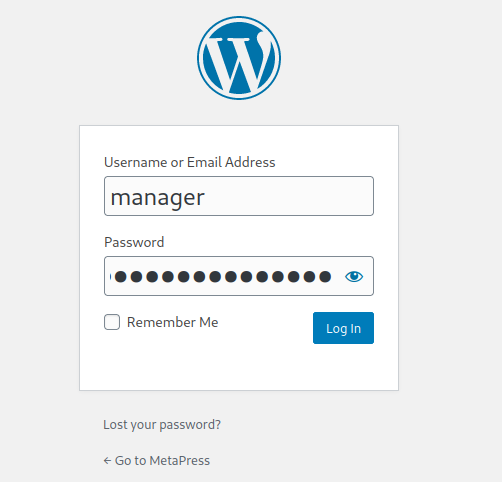 Username or Email Address
manager
Password
●●●●●●●●●●●●●●
Remember Me
Log In
Lost your password?
← Go to MetaPress